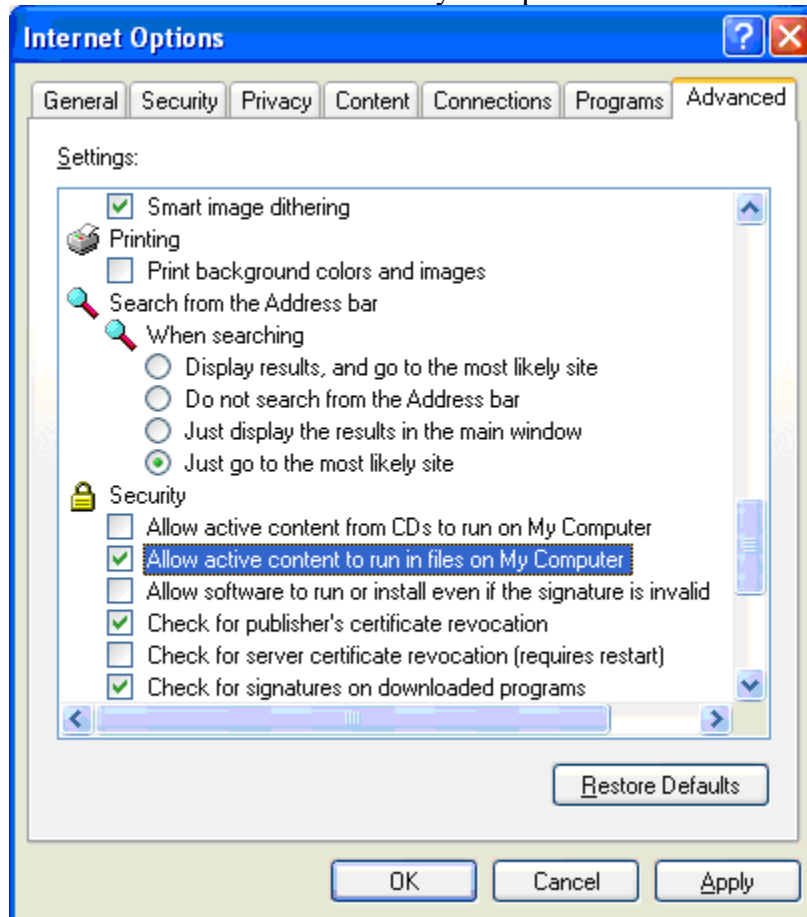 Internet Options
General Security Privacy Content Connections Programs Advanced
Settings:
Smart image dithering
Printing
Print background colors and images
Search from the Address bar
When searching
Display results, and go to the most likely site
Do not search from the Address bar
Just display the results in the main window
Just go to the most likely site
Security
Allow active content from CDs to run on My Computer
Allow active content to run in files on My Computer
Allow software to run or install even if the signature is invalid
Check for publisher's certificate revocation
Check for server certificate revocation (requires restart)
Check for signatures on downloaded programs
Restore Defaults
OK Cancel Apply